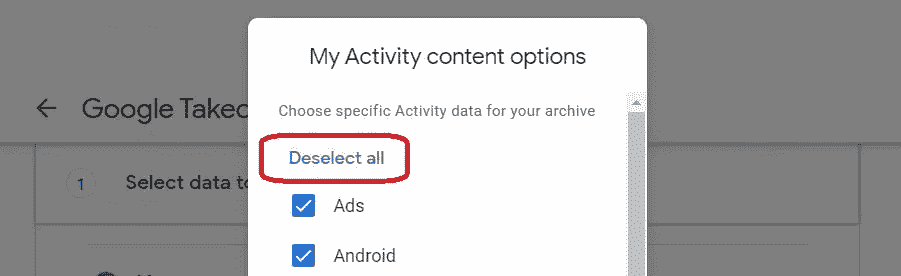 My Activity content options
Choose specific Activity data for your archive
Google Takeo
Deselect all
1 Select data to
Ads
Android